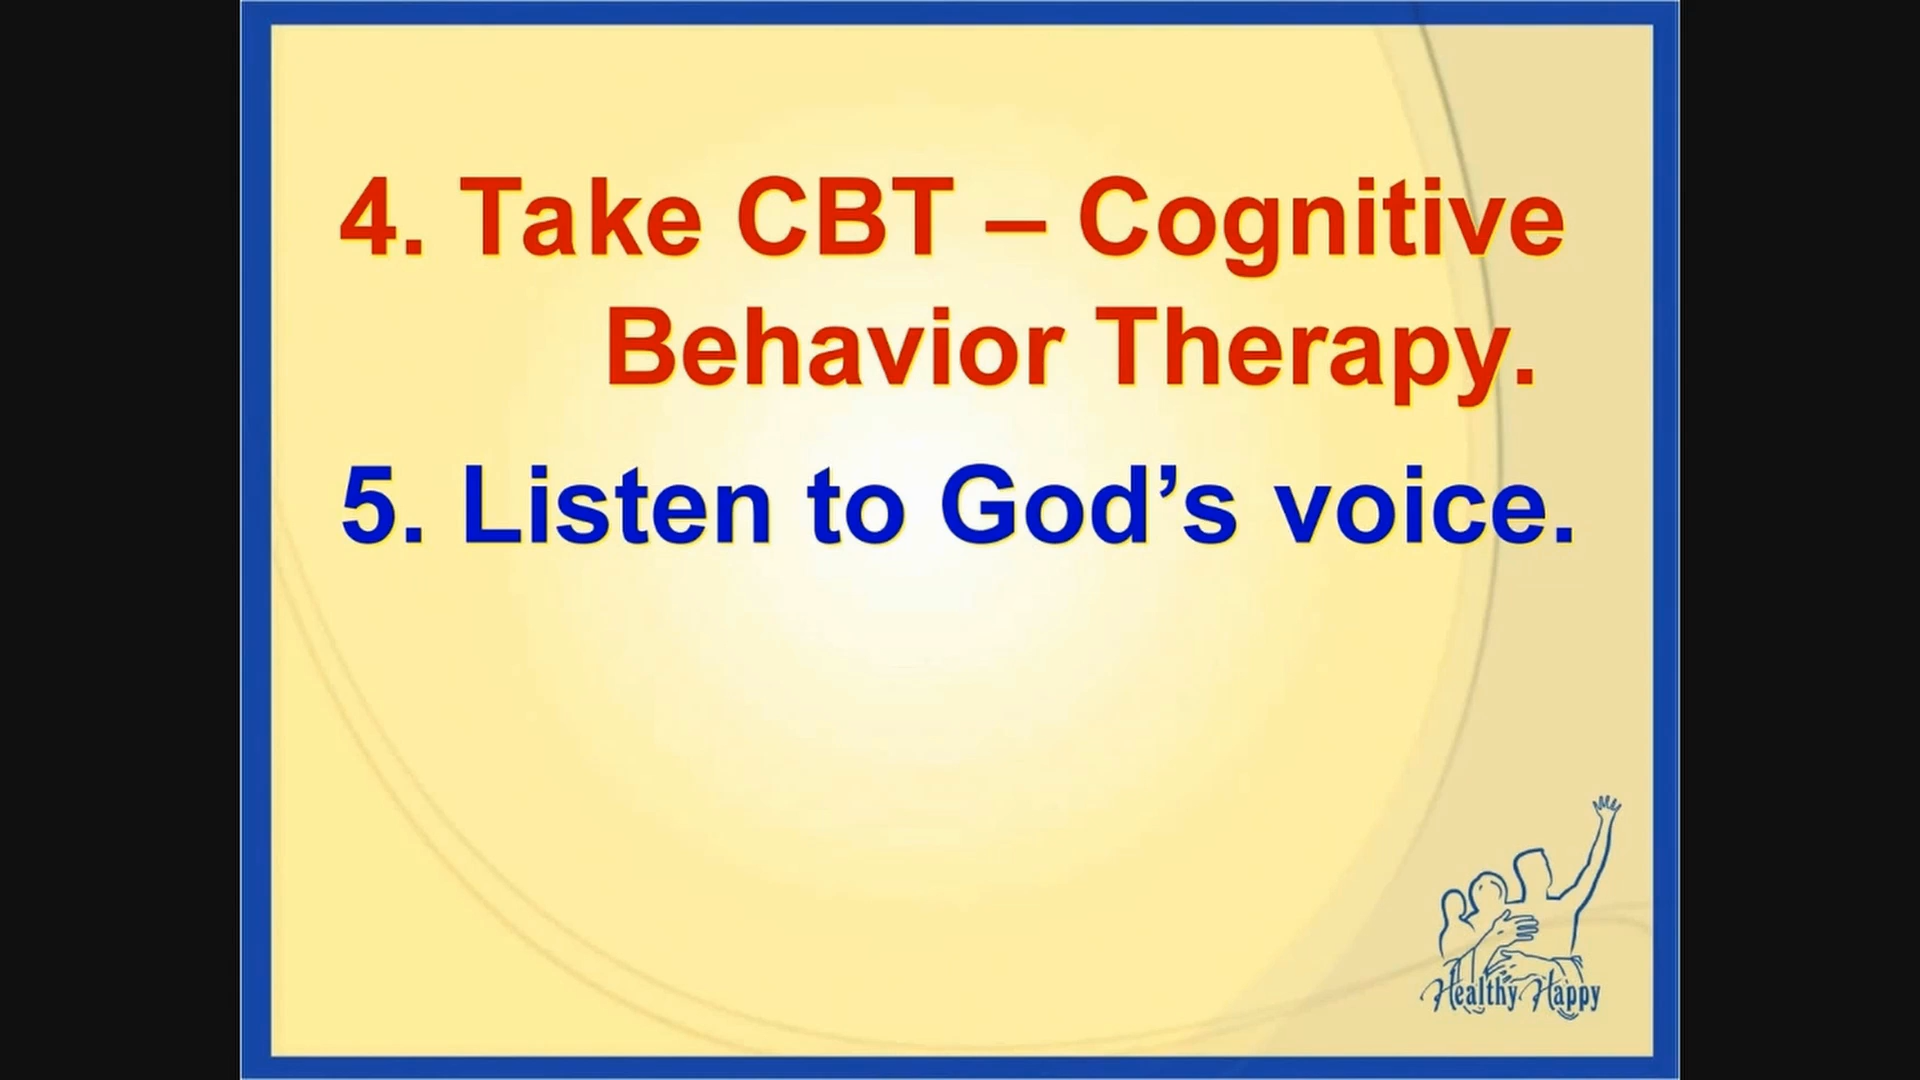 4. Take CBT – Cognitive
Behavior Therapy.
5. Listen to God’s voice.
Healthy Happy